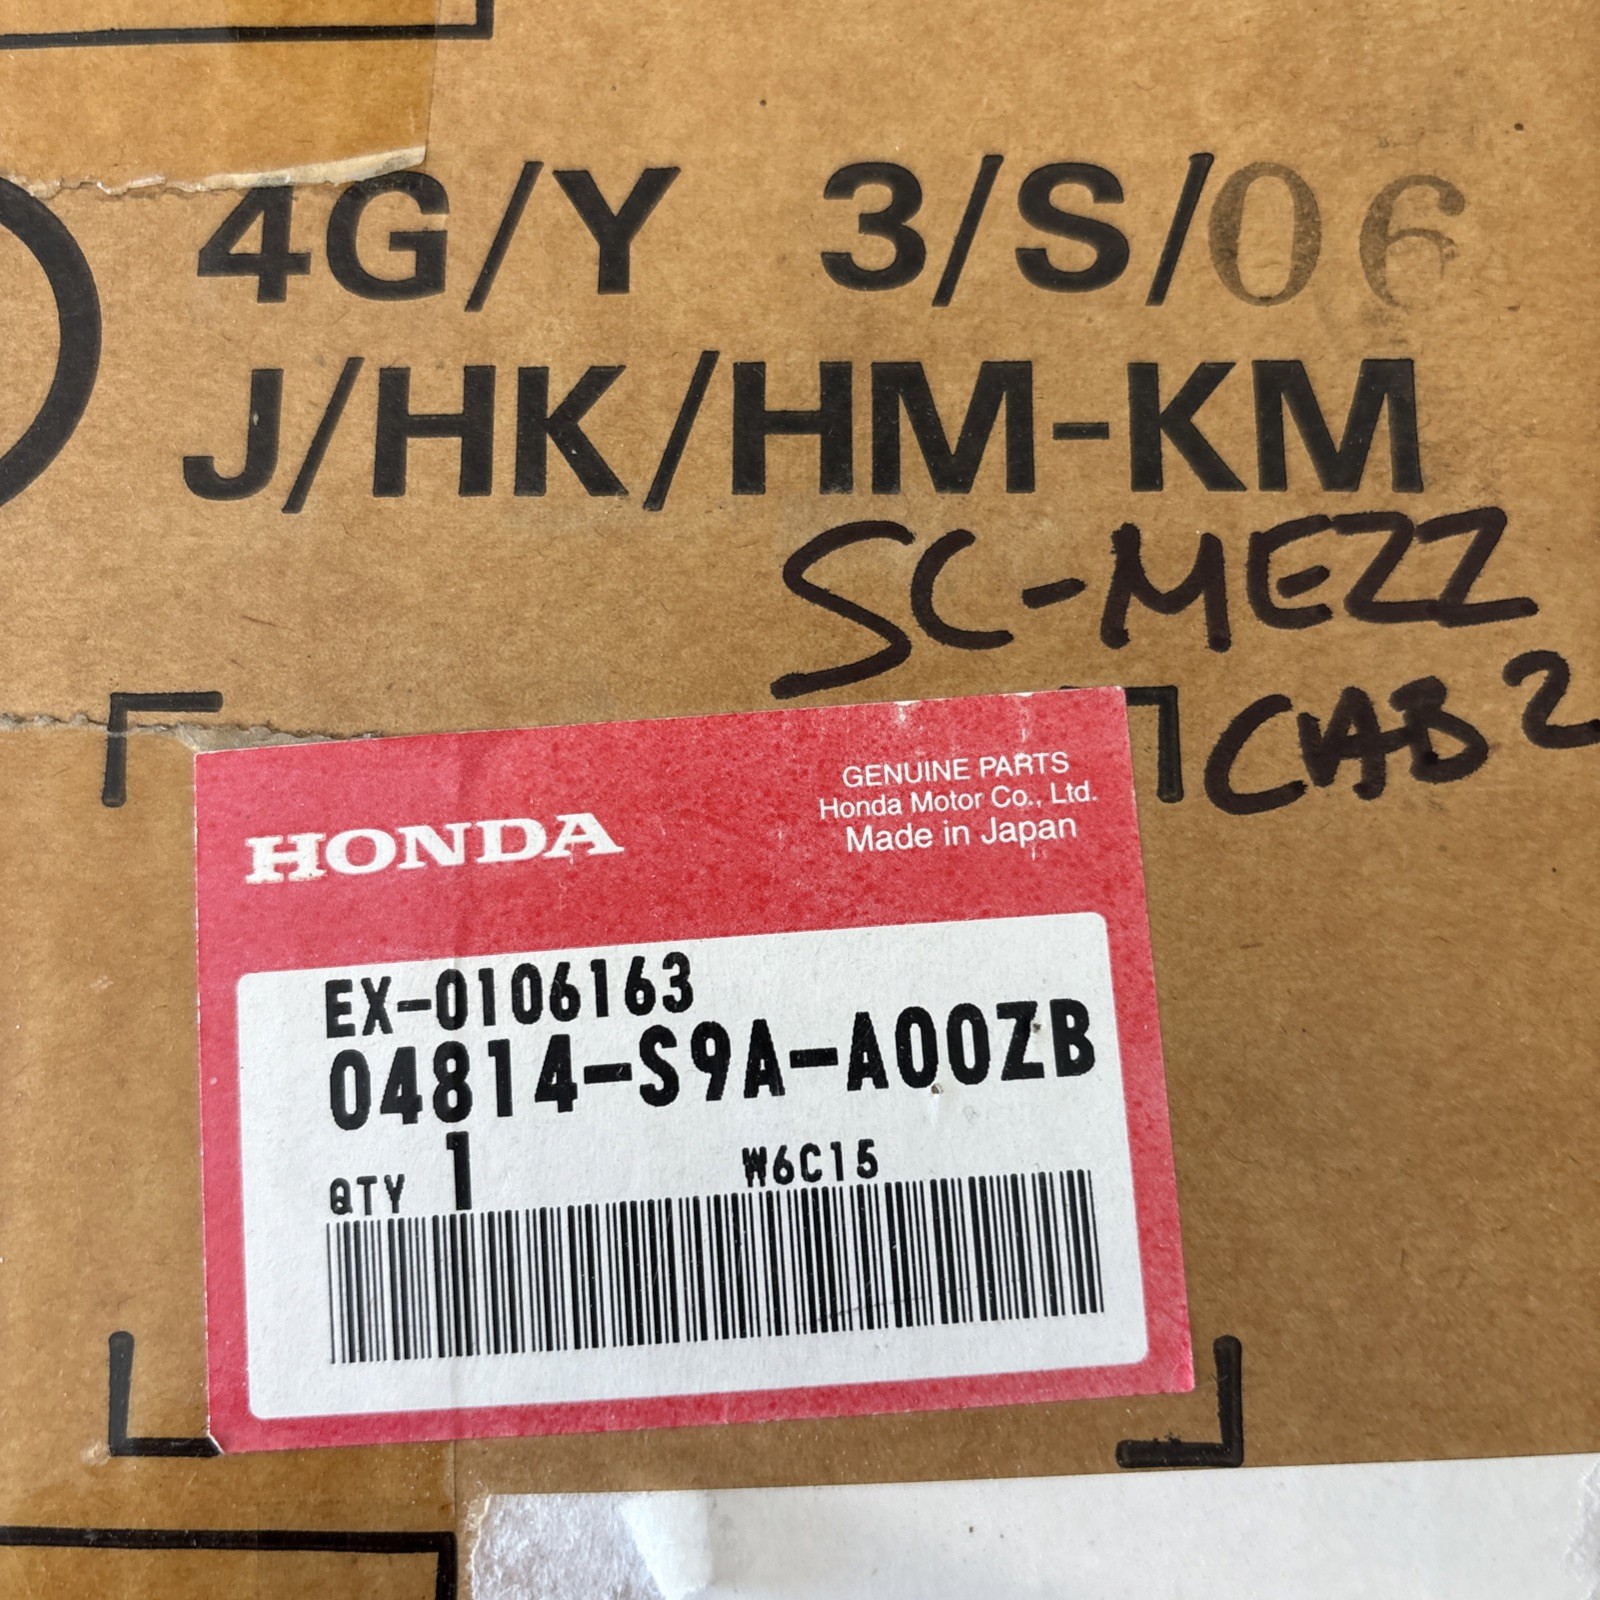 4G/Y 3/S/06
J/HK/HM-KM
SC-MEZZ
CAB 2
HONDA
GENUINE PARTS
Honda Motor Co., Ltd.
Made in Japan
EX-0106163
04814-S9A-A00ZB
QTY 1 W6C15